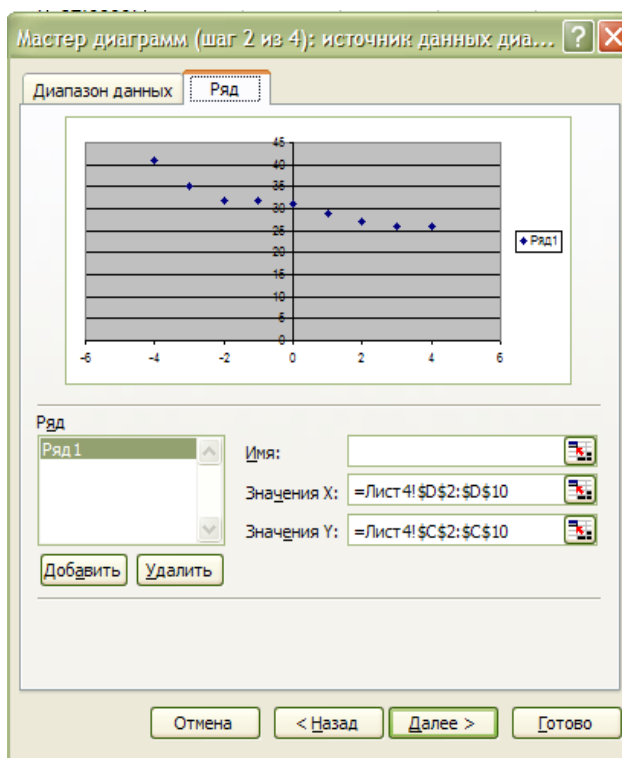 Мастер диаграмм (шаг 2 из 4): источник данных диа... ?
Диапазон данных Ряд
45
40
35
30
25
20
15
10
5
0
-6 -4 -2 0 2 4 6
Ряд1
Ряд
Ряд1
Имя:
Значения X: =Лист4!$D$2:$D$10
Значения Y: =Лист4!$C$2:$C$10
Добавить Удалить
Отмена < Назад Далее > Готово